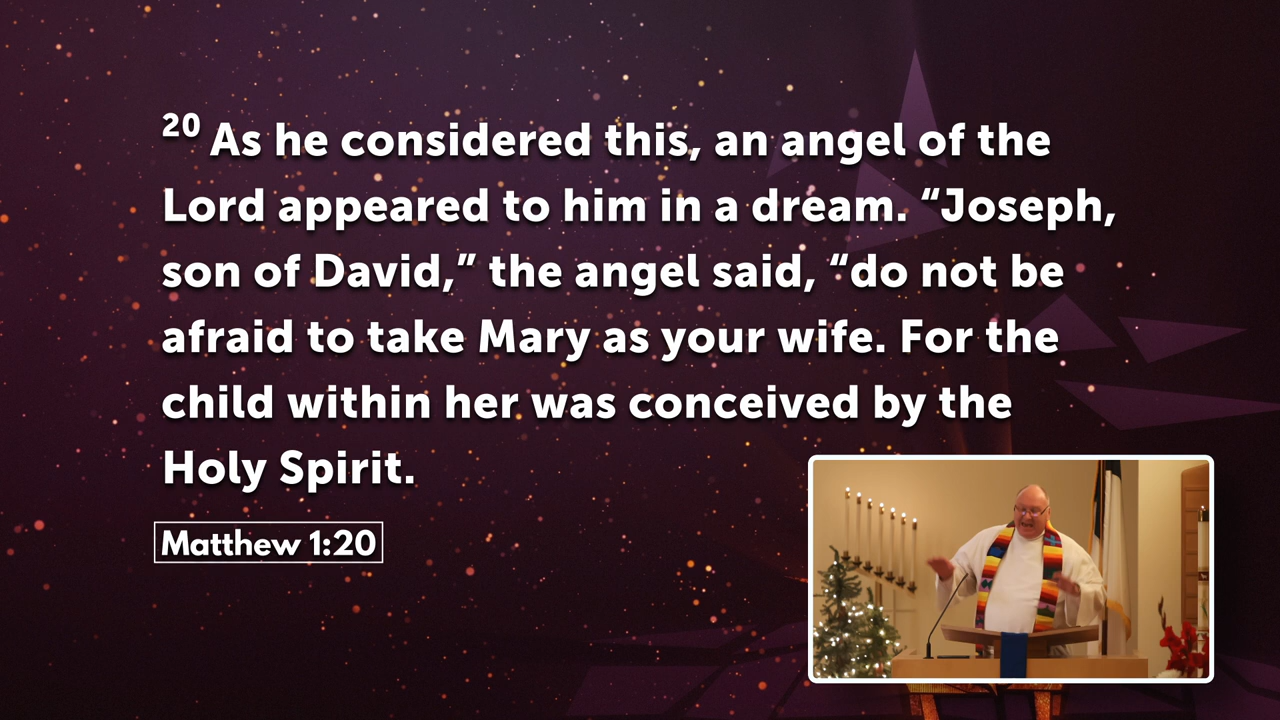 20 As he considered this, an angel of the
Lord appeared to him in a dream. “Joseph,
son of David,” the angel said, “do not be
afraid to take Mary as your wife. For the
child within her was conceived by the
Holy Spirit.
Matthew 1:20